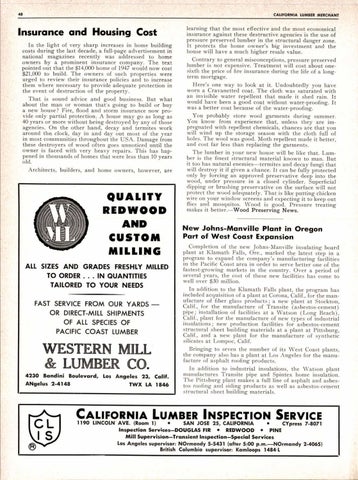 48
CALIFORNIA LUMBER MERCHANT
Insurance and Housing Cost
In the light of very sharp increases in home building
costs during the last decade, a full-page advertisement in
national magazines recently was addressed to home
owners by a prominent insurance company. The text
pointed out that the $14,000 home of 1947 would now cost
$21,000 to build. The owners of such properties were
urged to review their insurance policies and to increase
them where necessary to provide adequate protection in
the event of destruction of the property.
That is sound advice and good business. But what
about the man or woman that's going to build or buy
a new house? Fire, flood and storm insurance now pro-
vide only partial protection. A house may go as long as
40 years or more without being destroyed by any of those
agencies. On the other hand, decay and termites work
around the clock, day in and day out most of the year
in most communities throughout the USA. Damage from
these destroyers of wood often goes unnoticed until the
owner is faced with very heavy repairs. This has hap-
pened in thousands of homes that were less than 10 years
old.
Architects, builders, and home owners, however, are
learning that the most effective and the most economical
insurance against these destructive agencies is the use of
pressure preserved lumber in the structural danger zone.
It protects the home owner's big investment and the
house will have a much higher resale value.
Contrary to general misconceptions, pressure preserved
lumber is not expensive. Treatment will cost about one-
sixth the price of fire insurance during the life of a long-
term mortgage.
Here's one way to look at it. Undoubtedly you have
worn a Cravanetted coat. The cloth was saturated with
an invisible water repellent that made it shed rain. It
would have been a good coat without water-proofing but
was a better coat because of the water-proofing.
You probably store wool garments during summer.
You know from experience that, unless they are im-
pregnated with repellent chemicals, chances are that you
will wind up the storage season with the cloth full of
holes. The wool was good. Moth repellent made it better,
and cost far less than replacing the garments.
The lumber in your new house will be like that. Lum-
ber is the finest structural material known to man. But
it too has natural enemies—termites and decay fungi that
will destroy it if given a chance. It can be fully protected
only by forcing an approved preservative deep into the
wood, under pressure in a closed cylinder. Superficial
dipping or brushing preservative on the surface will not
protect the wood adequately. That is like putting chicken
wire on your window screens and expecting it to keep out
flies and mosquitos. Wood is good. Pressure treating
makes it better.—Wood Preserving News.
New Johns-Manville Plant in Oregon
Part of West Coast Expansion
Completion of the new Johns-Manville insulating board
plant at Klamath Falls, Ore., marked the latest step in a
program to expand the company's manufacturing facilities
in the Pacific Coast area in order to serve better one of the
fastest-growing markets in the country. Over a period of
several years, the cost of these new facilities has come to
well over $30 million.
In addition to the Klamath Falls plant, the program has
included acquisition of a plant at Corona, Calif., for the man-
ufacture of fiber glass products; a new plant at Stockton,
Calif., for the manufacture of Transite (asbestos-cement)
pipe; installation of facilities at a Watson (Long Beach),
Calif., plant for the manufacture of new types of industrial
insulations; new production facilities for asbestos-cement
structural sheet building materials at a plant at Pittsburg,
Calif., and a new plant for the manufacture of synthetic
silicates at Lompoc, Calif.
Bringing to seven the number of its West Coast plants,
the company also has a plant at Los Angeles for the manu-
facture of asphalt roofing products.
In addition to industrial insulations, the Watson plant
manufactures Transite pipe and Spintex home insulation.
The Pittsburg plant makes a full line of asphalt and asbes-
tos roofing and siding products as well as asbestos-cement
structural sheet building materials.
QUALITY
REDWOOD
AND
CUSTOM
MILLING
ALL SIZES AND GRADES FRESHLY MILLED
TO ORDER . . . IN QUANTITIES
TAILORED TO YOUR NEEDS
FAST SERVICE FROM OUR YARDS —
OR DIRECT-MILL SHIPMENTS
OF ALL SPECIES OF
PACIFIC COAST LUMBER
WESTERN MILL
& LUMBER CO.
4230 Bandini Boulevard, Los Angeles 23, Calif.
ANgelus 2-4148 TWX LA 1846
C L
I S
®
CALIFORNIA LUMBER INSPECTION SERVICE
1190 LINCOLN AVE. (Room 1) • SAN JOSE 25, CALIFORNIA • CYpress 7-8071
Inspection Services—DOUGLAS FIR • REDWOOD • PINE
Mill Supervision—Transient Inspection—Special Services
Los Angeles supervisor: NOrmandy 5-5431 (after 5:00 p.m.—NOrmandy 2-4065)
British Columbia supervisor: Kamloops 1484 L